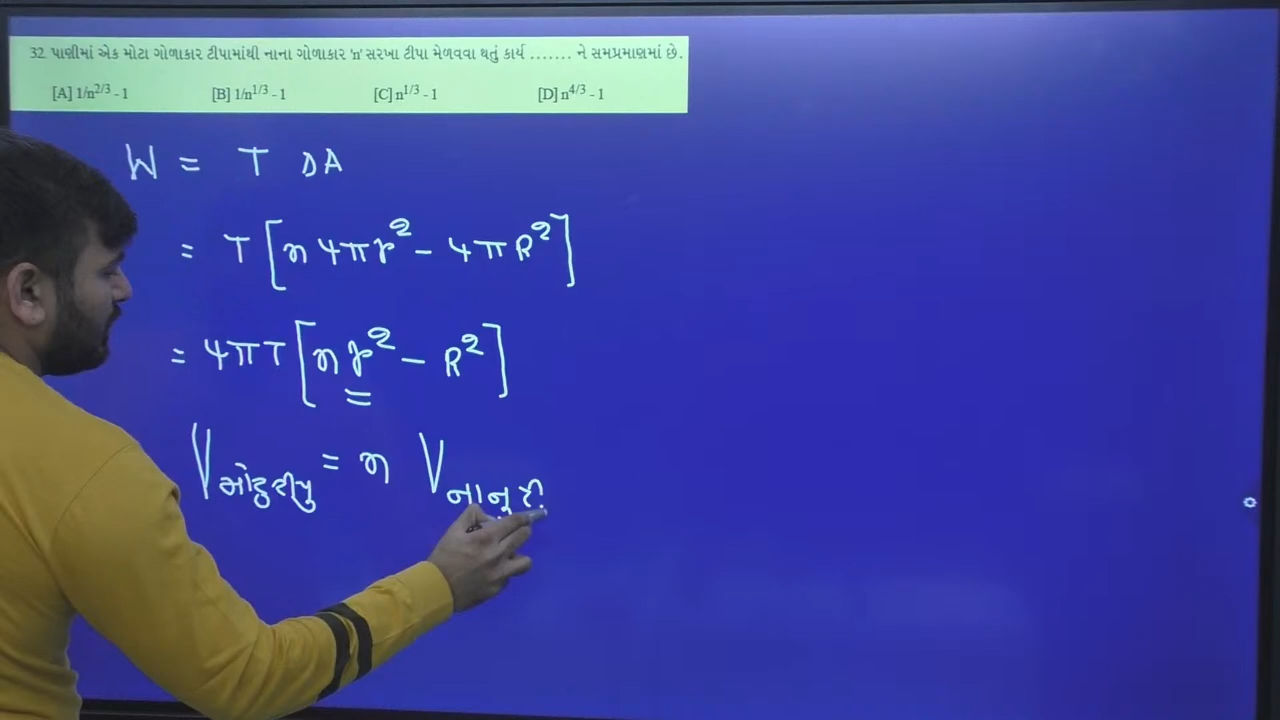 32. પાણીમાં એક મોટા ગોળાકાર ટીપામાંથી નાના ગોળાકાર 'n' સરખા ટીપા મેળવવા થતું કાર્ય ....... ને સમપ્રમાણમાં છે.
[A] 1/n^2/3 - 1 [B] 1/n^1/3 - 1 [C] n^1/3 - 1 [D] n^4/3 - 1
W = T ΔA
= T [n 4πr² - 4πR²]
= 4πT [n r² - R²]
V મોટુ ટીપુ = n V નાનુ ટી